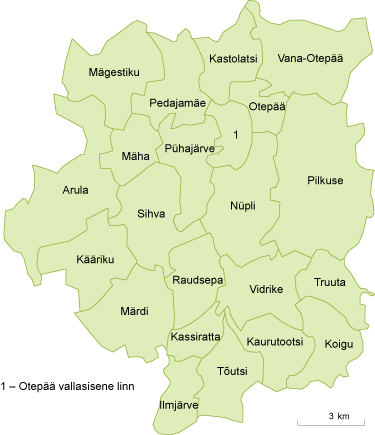 Kastolatsi
Vana-Otepää
Mägestiku
Pedajamäe
Otepää
1
Pühajärve
Mäha
Pilkuse
Arula
Nüpli
Sihva
Kääriku
Raudsepa
Truuta
Vidrike
Märdi
Kassiratta
Kaurutootsi
Koigu
Tõutsi
1 – Otepää vallasisene linn
Ilmjärve
3 km